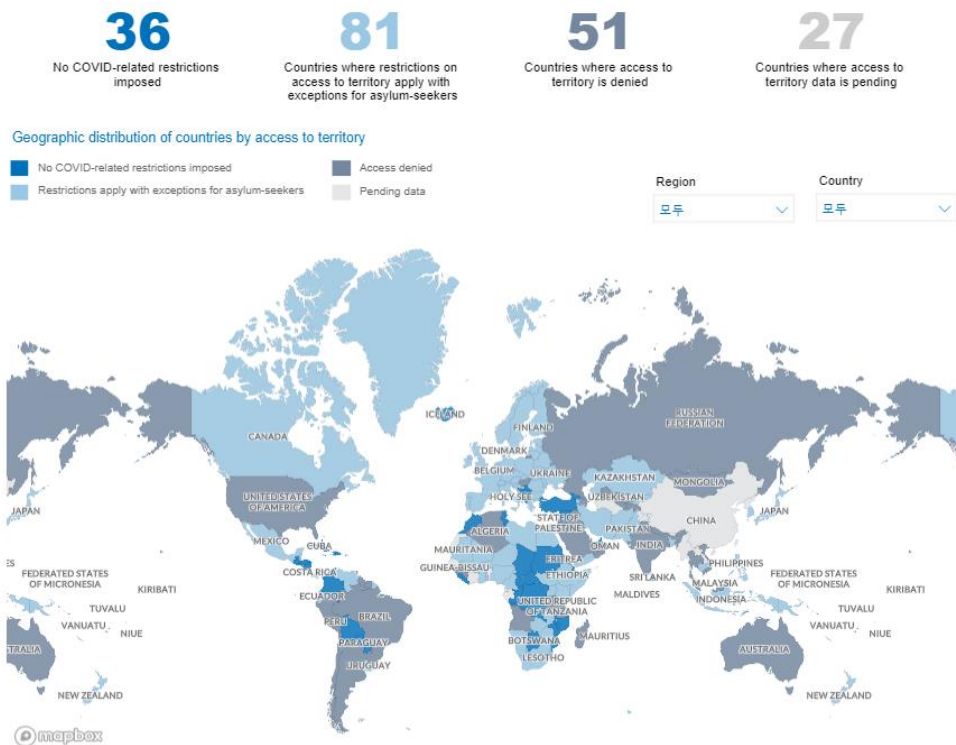 36
No COVID-related restrictions
imposed
81
Countries where restrictions on
access to territory apply with
exceptions for asylum-seekers
51
Countries where access to
territory is denied
27
Countries where access to
territory data is pending
Geographic distribution of countries by access to territory
No COVID-related restrictions imposed
Access denied
Restrictions apply with exceptions for asylum-seekers
Pending data
Region
Country
모두
모두
ICELAND
RUSSIAN
FEDERATION
FINLAND
CANADA
DENMARK
BELGIUM
UKRAINE
KAZAKHSTAN
MONGOLIA
UNITED STATES
OF AMERICA
HOLY SEE
UZBEKISTAN
JAPAN
CHINA
JAPAN
STATE OF
PALESTINE
ALGERIA
PAKISTAN
MEXICO
CUBA
OMAN
INDIA
MAURITANIA
ERITREA
PHILIPPINES
COSTA RICA
GUINEA-BISSAU
ETHIOPIA
SRI LANKA
FEDERATED STATES
OF MICRONESIA
FEDERATED STATES
OF MICRONESIA
KIRIBATI
ECUADOR
MALDIVES
MALAYSIA
KIRIBATI
INDONESIA
TUVALU
PERU
BRAZIL
UNITED REPUBLIC
OF TANZANIA
TUVALU
VANUATU
NIUE
PARAGUAY
BOTSWANA
MAURITIUS
VANUATU
NIUE
STRALIA
URUGUAY
LESOTHO
AUSTRALIA
NEW ZEALAND
NEW ZEALAND
mapbox